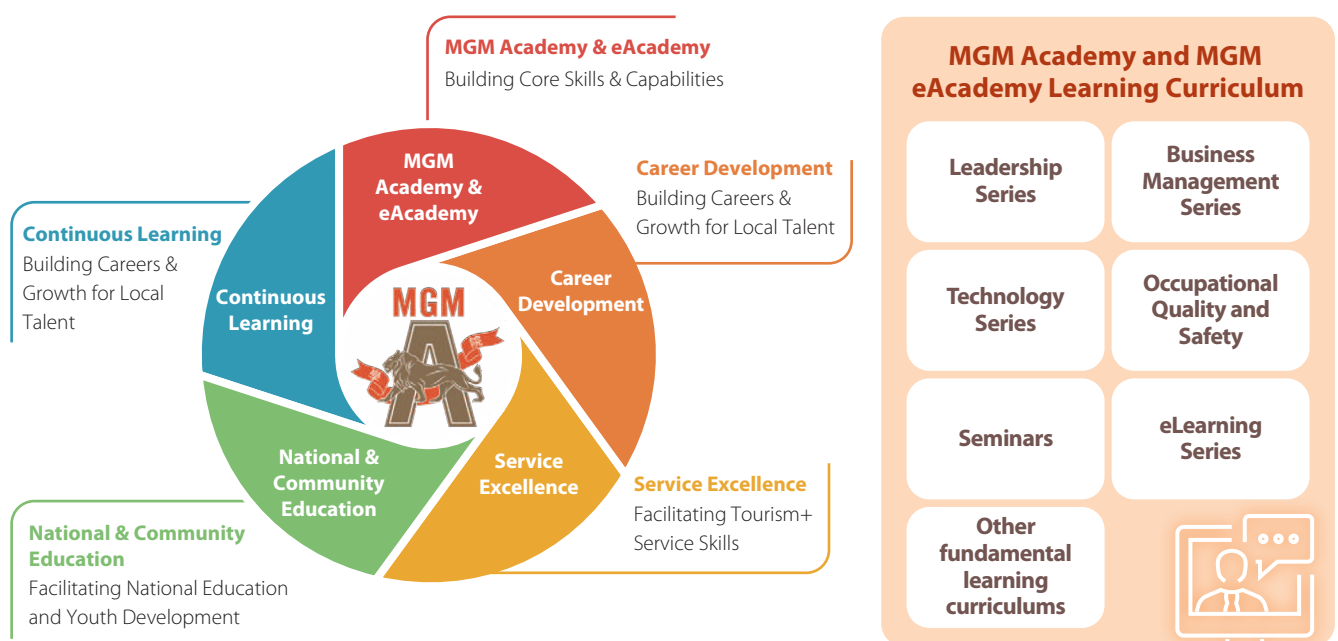 MGM Academy & eAcademy
Building Core Skills & Capabilities
MGM
Academy &
eAcademy
Career Development
Building Careers &
Growth for Local Talent
Continuous Learning
Building Careers &
Growth for Local
Talent
Career
Development
Continuous
Learning
MGM
A
National &
Community
Education
Service
Excellence
Service Excellence
Facilitating Tourism+
Service Skills
National & Community
Education
Facilitating National Education
and Youth Development
MGM Academy and MGM
eAcademy Learning Curriculum
Leadership
Series
Business
Management
Series
Technology
Series
Occupational
Quality and
Safety
Seminars
eLearning
Series
Other
fundamental
learning
curriculums